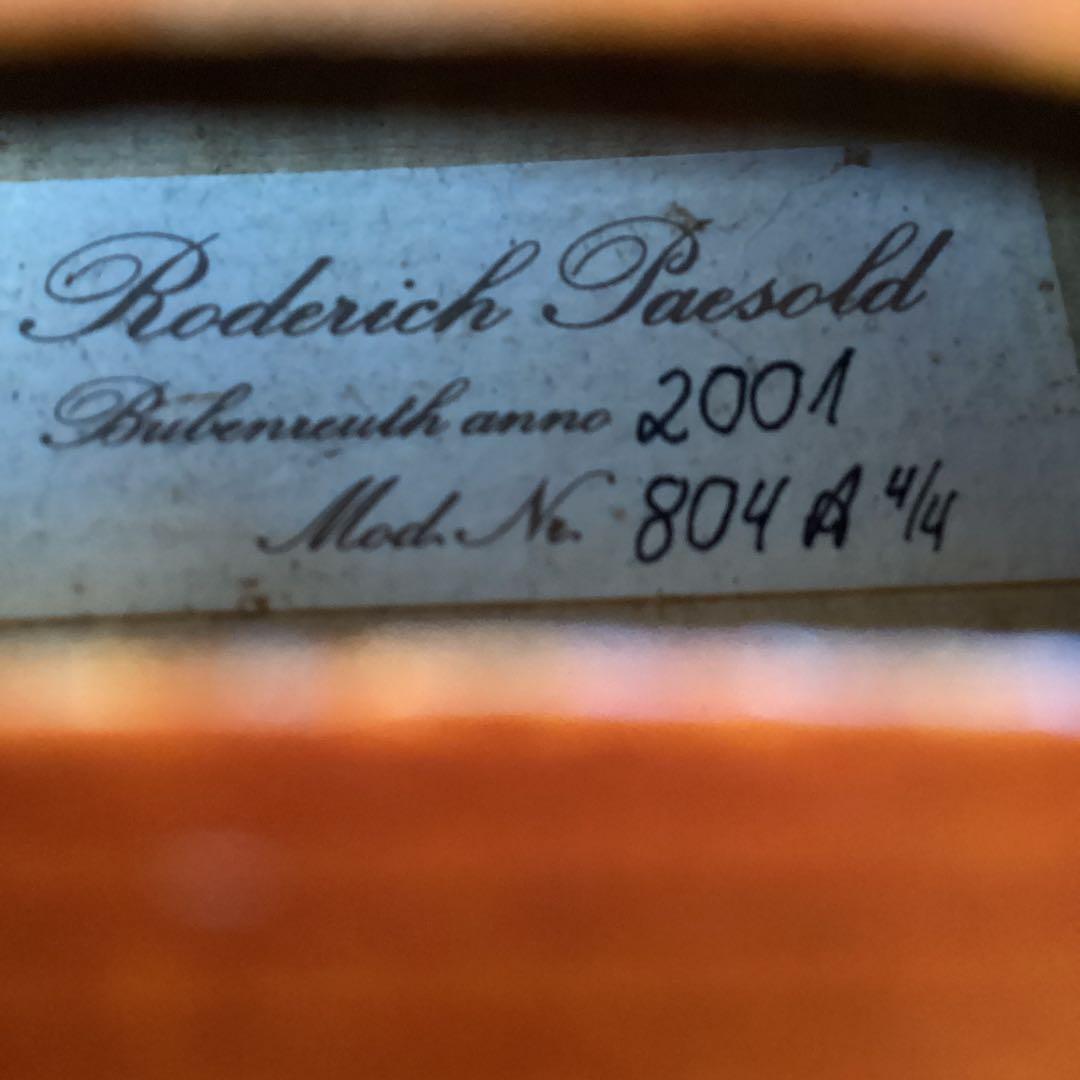 Roderich Paesold
Bubenreuth anno 2001
Mod. Nr. 804 A 4/4